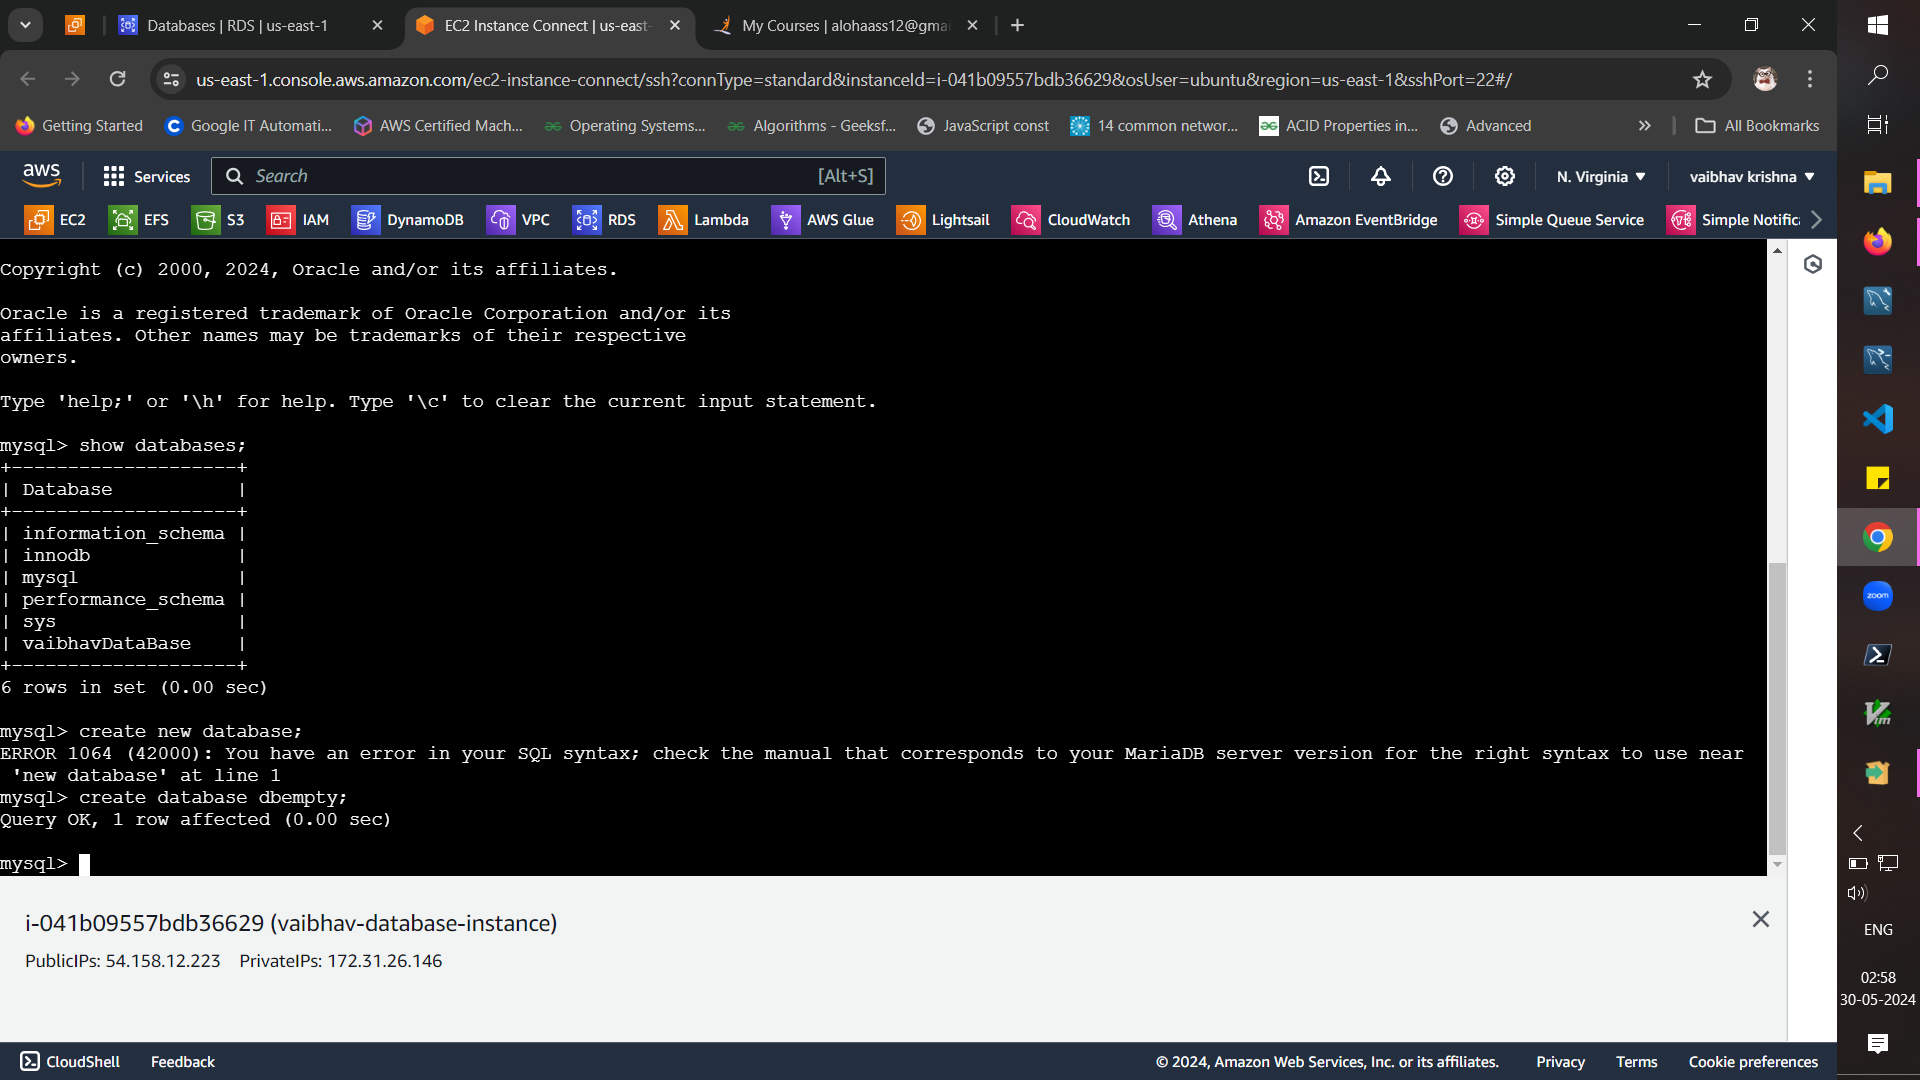 Databases | RDS | us-east-1
EC2 Instance Connect | us-east-
My Courses | alohaass12@gma
us-east-1.console.aws.amazon.com/ec2-instance-connect/ssh?connType=standard&instanceId=i-041b09557bdb36629&osUser=ubuntu&region=us-east-1&sshPort=22#/
Getting Started
Google IT Automati...
AWS Certified Mach...
Operating Systems...
Algorithms - Geeksf...
JavaScript const
14 common networ...
ACID Properties in...
Advanced
All Bookmarks
aws
Services
Search
[Alt+S]
N. Virginia
vaibhav krishna
EC2
EFS
S3
IAM
DynamoDB
VPC
RDS
Lambda
AWS Glue
Lightsail
CloudWatch
Athena
Amazon EventBridge
Simple Queue Service
Simple Notific
Copyright (c) 2000, 2024, Oracle and/or its affiliates.
Oracle is a registered trademark of Oracle Corporation and/or its
affiliates. Other names may be trademarks of their respective
owners.
Type 'help;' or '\h' for help. Type '\c' to clear the current input statement.
mysql> show databases;
+--------------------+
| Database           |
+--------------------+
| information_schema |
| innodb             |
| mysql              |
| performance_schema |
| sys                |
| vaibhavDataBase    |
+--------------------+
6 rows in set (0.00 sec)
mysql> create new database;
ERROR 1064 (42000): You have an error in your SQL syntax; check the manual that corresponds to your MariaDB server version for the right syntax to use near
 'new database' at line 1
mysql> create database dbempty;
Query OK, 1 row affected (0.00 sec)
mysql>
i-041b09557bdb36629 (vaibhav-database-instance)
PublicIPs: 54.158.12.223 PrivateIPs: 172.31.26.146
CloudShell
Feedback
© 2024, Amazon Web Services, Inc. or its affiliates.
Privacy
Terms
Cookie preferences
zoom
Vim
ENG
02:58
30-05-2024